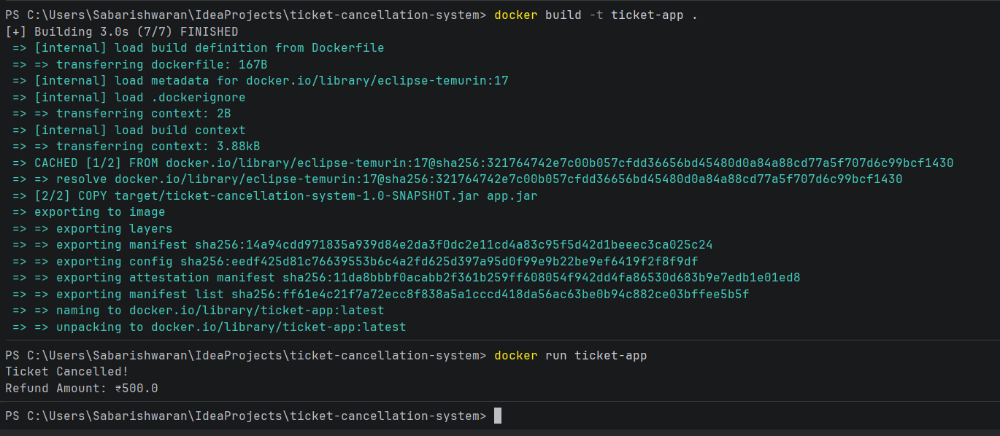 PS C:\Users\Sabarishwaran\IdeaProjects\ticket-cancellation-system> docker build -t ticket-app .
[+] Building 3.0s (7/7) FINISHED
=> [internal] load build definition from Dockerfile
=> => transferring dockerfile: 167B
=> [internal] load metadata for docker.io/library/eclipse-temurin:17
=> [internal] load .dockerignore
=> => transferring context: 2B
=> [internal] load build context
=> => transferring context: 3.88kB
=> CACHED [1/2] FROM docker.io/library/eclipse-temurin:17@sha256:321764742e7c00b057cfdd36656bd45480d0a84a88cd77a5f707d6c99bcf1430
=> => resolve docker.io/library/eclipse-temurin:17@sha256:321764742e7c00b057cfdd36656bd45480d0a84a88cd77a5f707d6c99bcf1430
=> [2/2] COPY target/ticket-cancellation-system-1.0-SNAPSHOT.jar app.jar
=> exporting to image
=> => exporting layers
=> => exporting manifest sha256:14a94cdd971835a939d84e2da3f0dc2e11cd4a83c95f5d42d1beeec3ca025c24
=> => exporting config sha256:eedf425d81c76639553b6c4a2fd625d397a95d0f99e9b22be9ef6419f2f8f9df
=> => exporting attestation manifest sha256:11da8bbbf0acabb2f361b259ff608054f942dd4fa86530d683b9e7edb1e01ed8
=> => exporting manifest list sha256:ff61e4c21f7a72ecc8f838a5a1cccd418da56ac63be0b94c882ce03bffee5b5f
=> => naming to docker.io/library/ticket-app:latest
=> => unpacking to docker.io/library/ticket-app:latest
PS C:\Users\Sabarishwaran\IdeaProjects\ticket-cancellation-system> docker run ticket-app
Ticket Cancelled!
Refund Amount: ₹500.0
PS C:\Users\Sabarishwaran\IdeaProjects\ticket-cancellation-system>